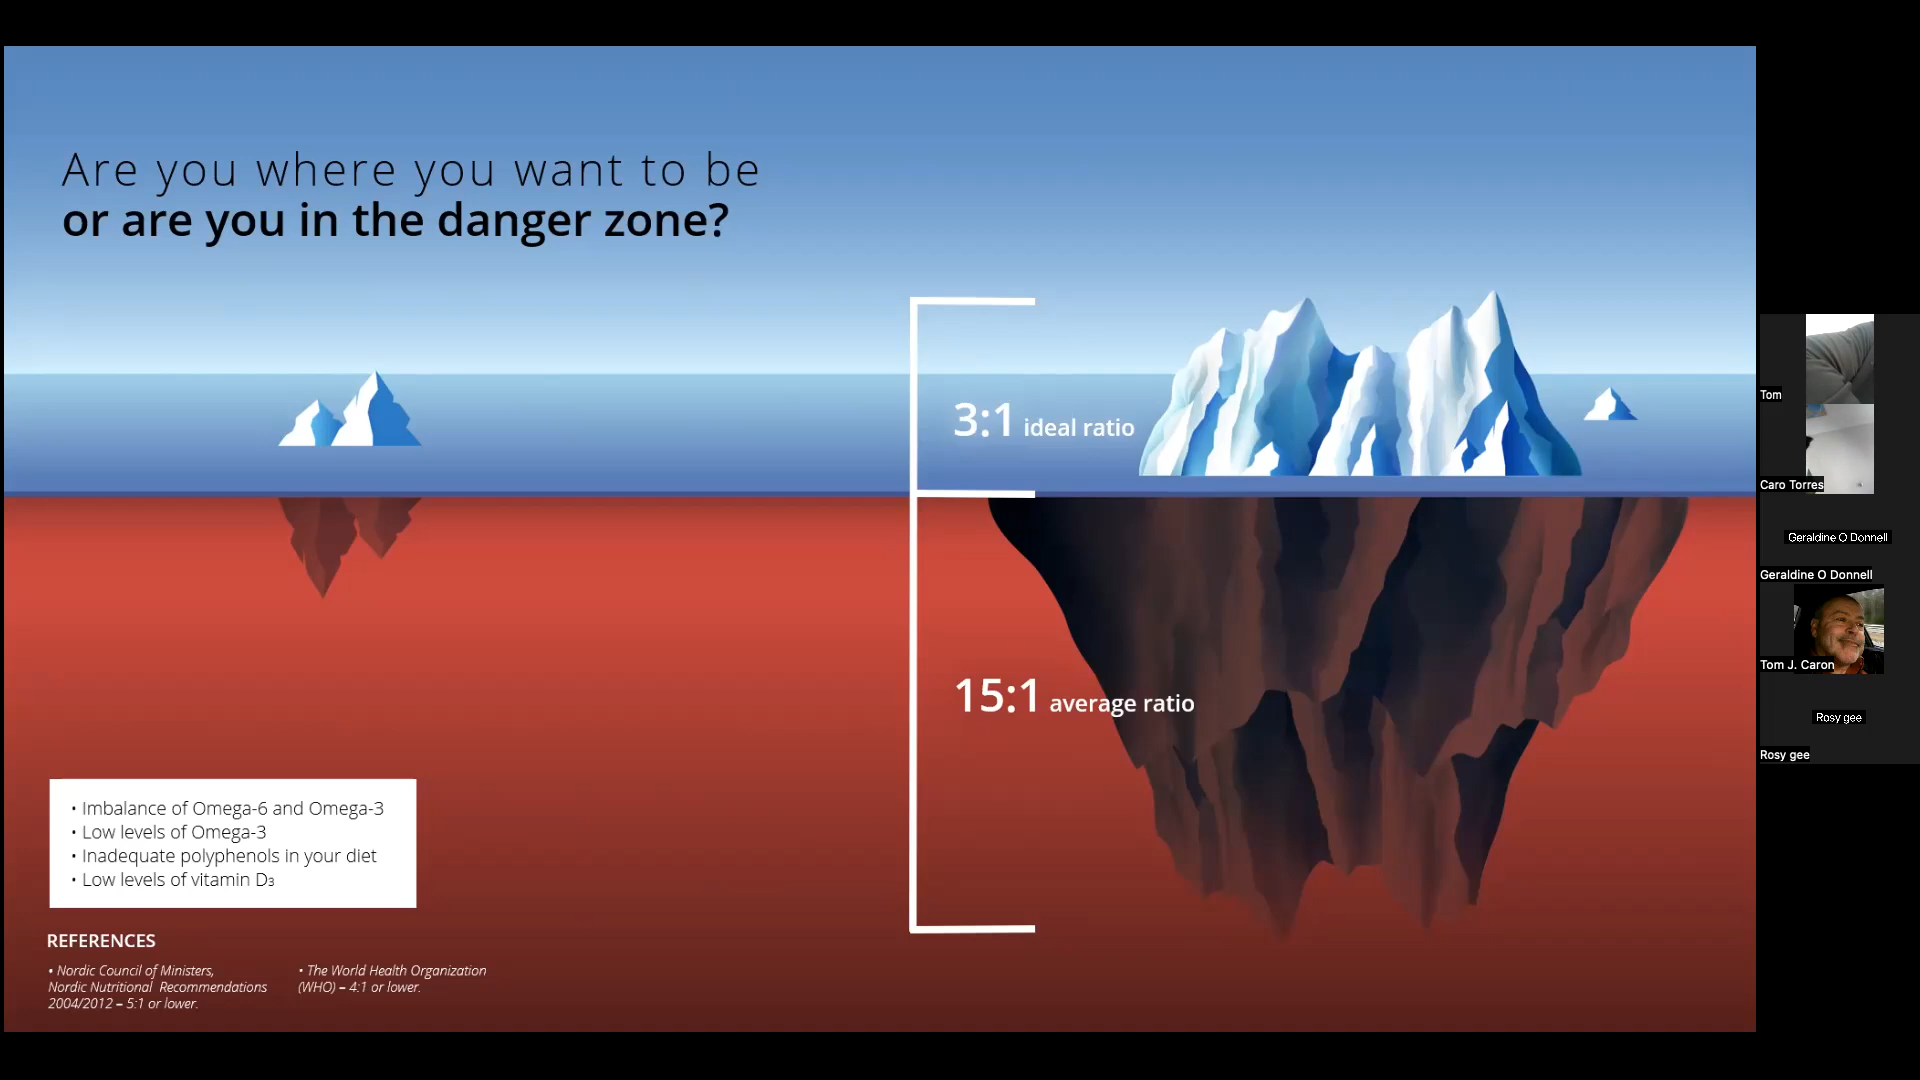 Are you where you want to be
or are you in the danger zone?
3:1 ideal ratio
15:1 average ratio
• Imbalance of Omega-6 and Omega-3
• Low levels of Omega-3
• Inadequate polyphenols in your diet
• Low levels of vitamin D₃
REFERENCES
• Nordic Council of Ministers,
Nordic Nutritional Recommendations
2004/2012 – 5:1 or lower.
• The World Health Organization
(WHO) – 4:1 or lower.
Tom
Caro Torres
Geraldine O Donnell
Geraldine O Donnell
Tom J. Caron
Rosy gee
Rosy gee